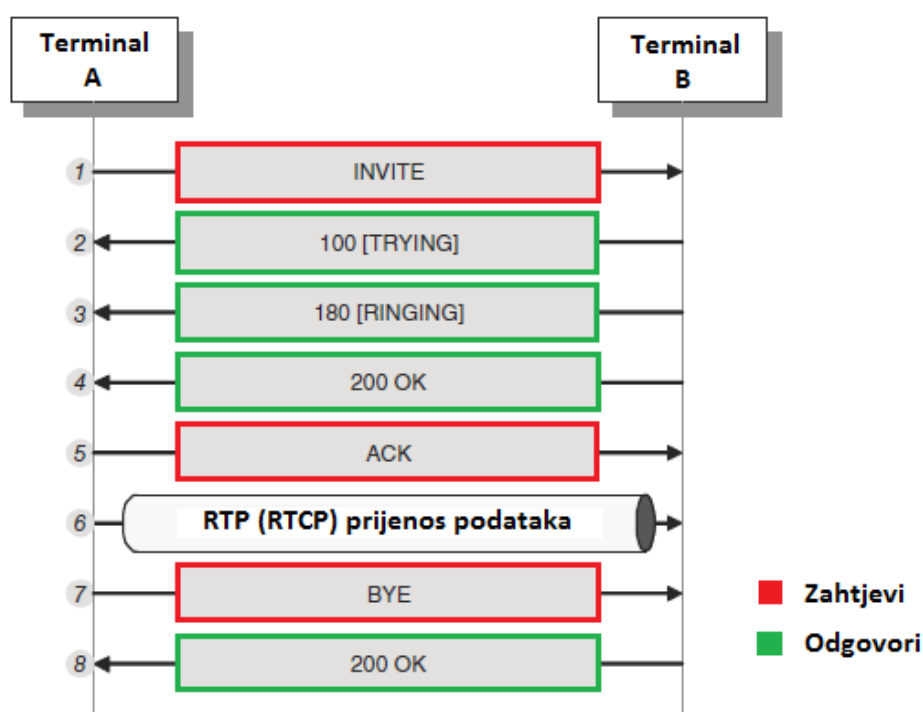 Terminal
A
Terminal
B
1
INVITE
2
100 [TRYING]
3
180 [RINGING]
4
200 OK
5
ACK
6
RTP (RTCP) prijenos podataka
7
BYE
Zahtjevi
Odgovori
8
200 OK